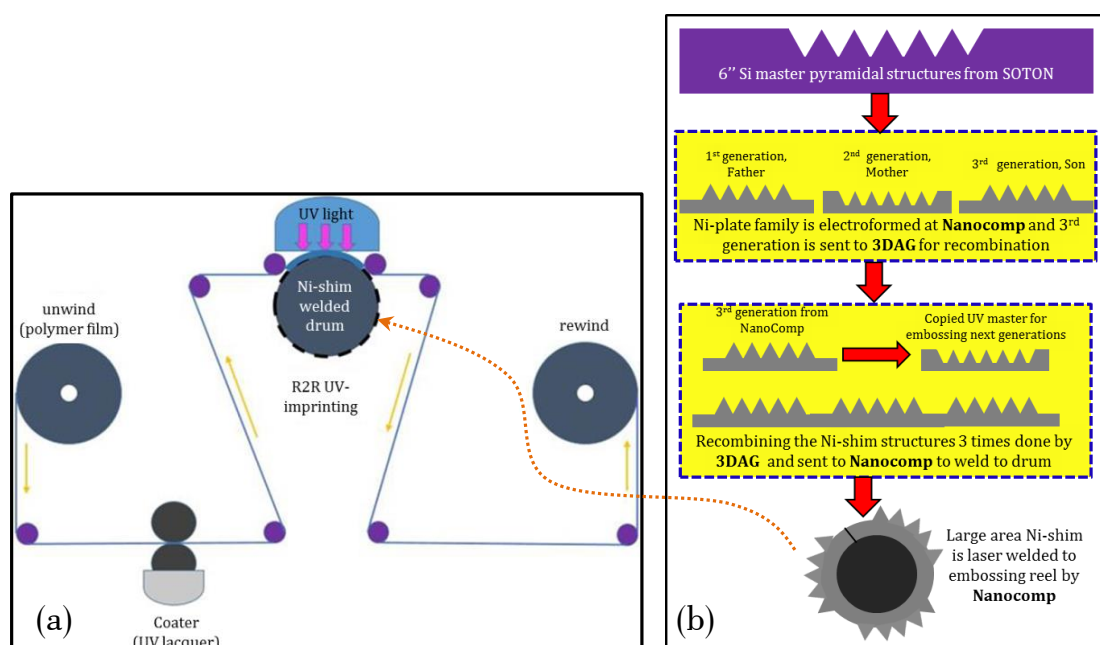 UV light
Ni-shim
welded
drum
unwind
(polymer film)
rewind
R2R UV-
imprinting
Coater
(UV lacquer)
(a)
6’’ Si master pyramidal structures from SOTON
1st generation,
Father
2nd generation,
Mother
3rd generation, Son
Ni-plate family is electroformed at Nanocomp and 3rd
generation is sent to 3DAG for recombination
3rd generation from
NanoComp
Copied UV master for
embossing next generations
Recombining the Ni-shim structures 3 times done by
3DAG and sent to Nanocomp to weld to drum
Large area Ni-shim
is laser welded to
embossing reel by
Nanocomp
(b)